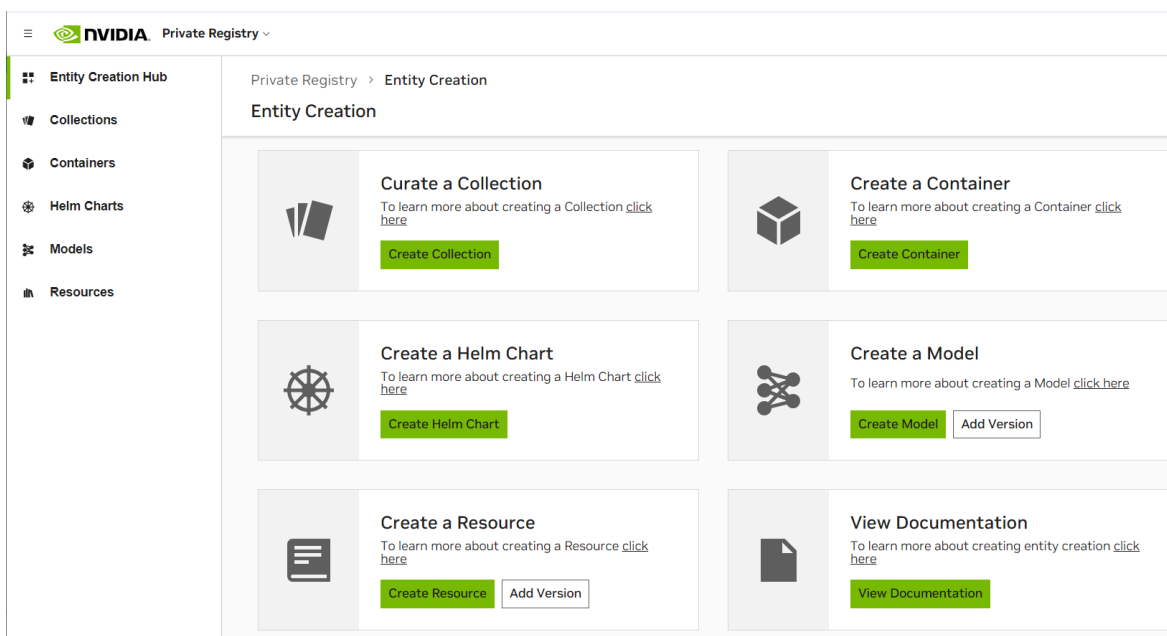 NVIDIA. Private Registry
Entity Creation Hub
Collections
Containers
Helm Charts
Models
Resources
Private Registry > Entity Creation
Entity Creation
Curate a Collection
To learn more about creating a Collection click
here
Create Collection
Create a Container
To learn more about creating a Container click
here
Create Container
Create a Helm Chart
To learn more about creating a Helm Chart click
here
Create Helm Chart
Create a Model
To learn more about creating a Model click here
Create Model Add Version
Create a Resource
To learn more about creating a Resource click
here
Create Resource Add Version
View Documentation
To learn more about creating entity creation click
here
View Documentation